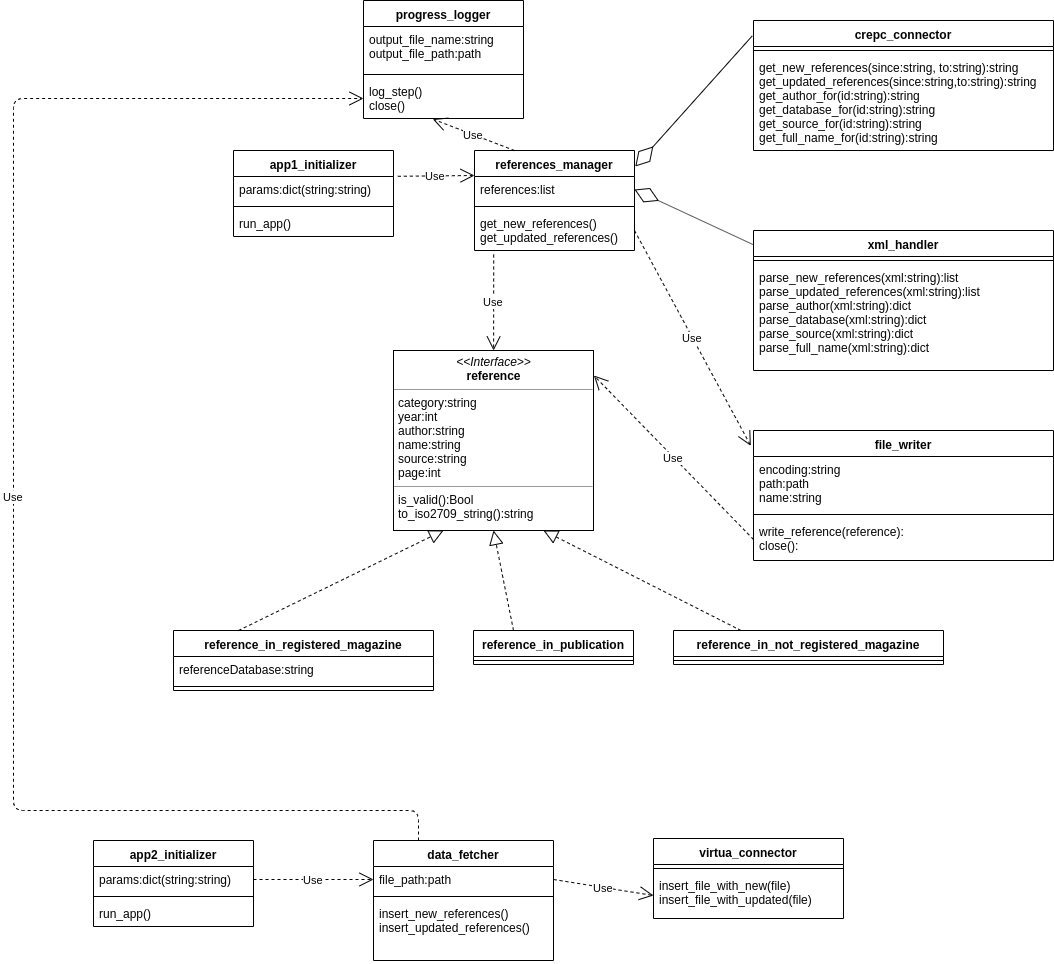 progress_logger
output_file_name:string
output_file_path:path
log_step()
close()
crepc_connector
get_new_references(since:string, to:string):string
get_updated_references(since:string,to:string):string
get_author_for(id:string):string
get_database_for(id:string):string
get_source_for(id:string):string
get_full_name_for(id:string):string
Use
app1_initializer
params:dict(string:string)
run_app()
Use
references_manager
references:list
get_new_references()
get_updated_references()
xml_handler
parse_new_references(xml:string):list
parse_updated_references(xml:string):list
parse_author(xml:string):dict
parse_database(xml:string):dict
parse_source(xml:string):dict
parse_full_name(xml:string):dict
Use
Use
<<Interface>>
reference
category:string
year:int
author:string
name:string
source:string
page:int
is_valid():Bool
to_iso2709_string():string
Use
file_writer
encoding:string
path:path
name:string
write_reference(reference):
close():
Use
reference_in_registered_magazine
referenceDatabase:string
reference_in_publication
reference_in_not_registered_magazine
app2_initializer
params:dict(string:string)
run_app()
Use
data_fetcher
file_path:path
insert_new_references()
insert_updated_references()
Use
virtua_connector
insert_file_with_new(file)
insert_file_with_updated(file)